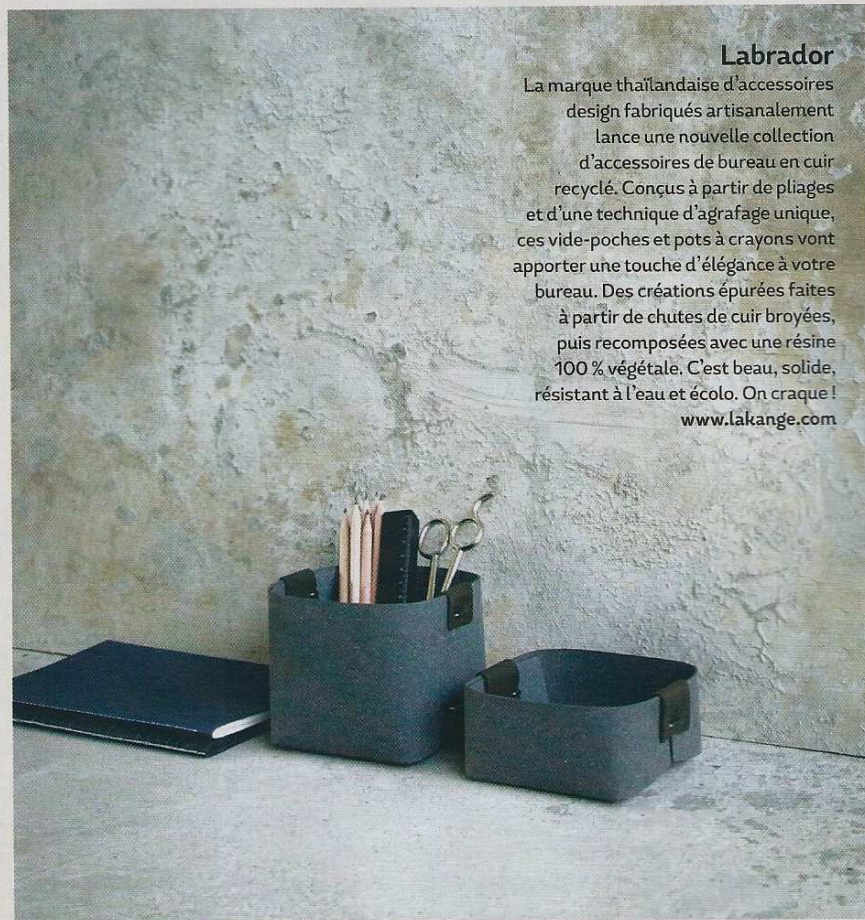 Labrador
La marque thaïlandaise d'accessoires
design fabriqués artisanalement
lance une nouvelle collection
d'accessoires de bureau en cuir
recyclé. Conçus à partir de pliages
et d'une technique d'agrafage unique,
ces vide-poches et pots à crayons vont
apporter une touche d'élégance à votre
bureau. Des créations épurées faites
à partir de chutes de cuir broyées,
puis recomposées avec une résine
100 % végétale. C'est beau, solide,
résistant à l'eau et écolo. On craque !
www.lakange.com